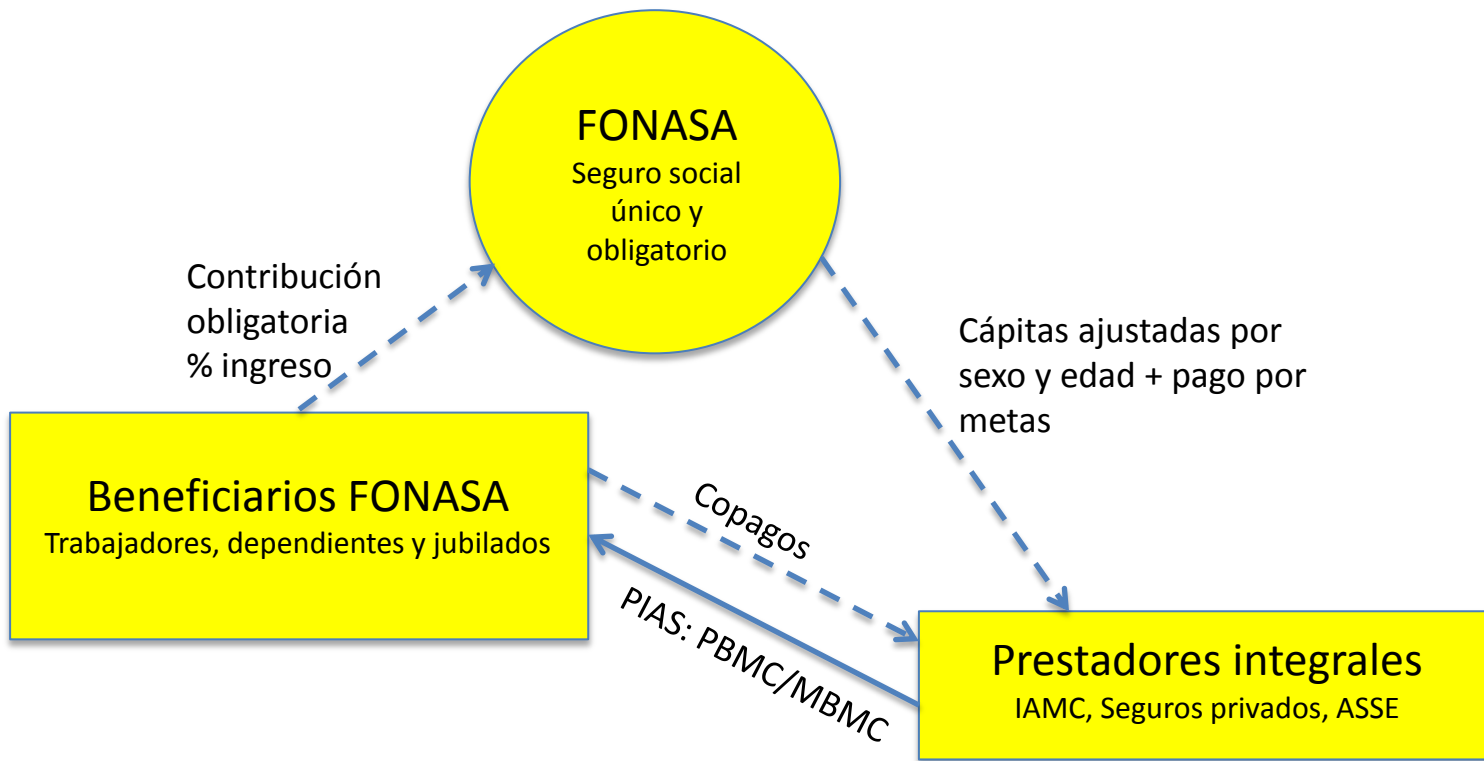 FONASA
Seguro social
único y
obligatorio
Contribución
obligatoria
% ingreso
Cápitas ajustadas por
sexo y edad + pago por
metas
Beneficiarios FONASA
Trabajadores, dependientes y jubilados
Copagos
PIAS: PBMC/MBMC
Prestadores integrales
IAMC, Seguros privados, ASSE